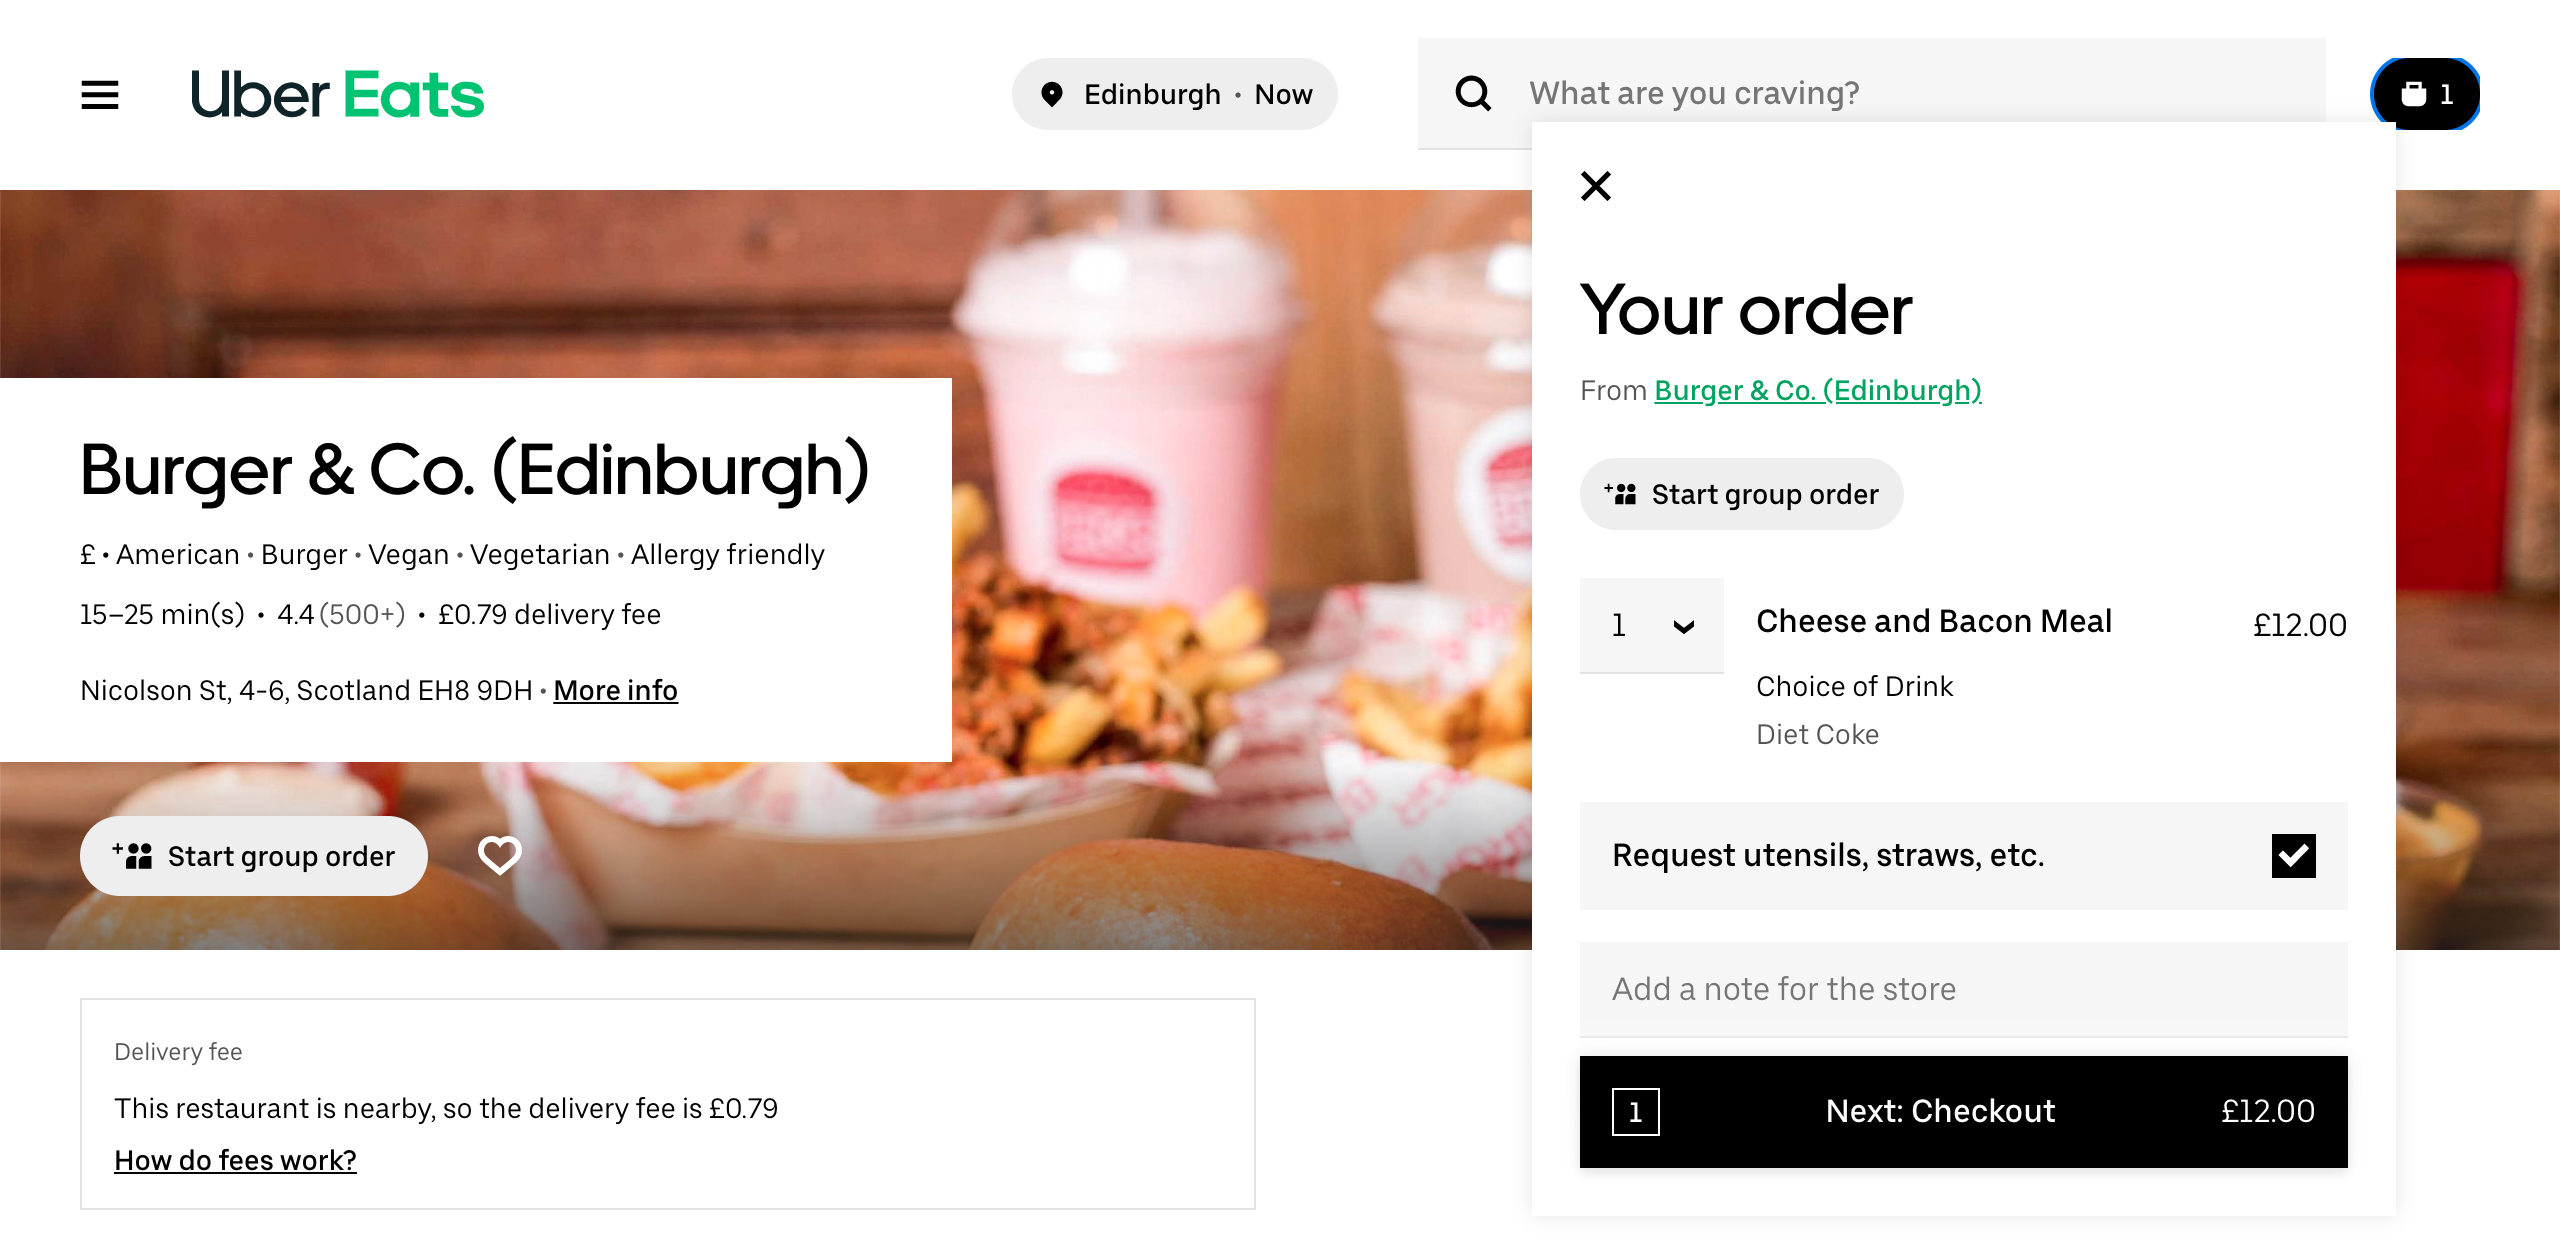 Uber Eats
Edinburgh • Now
What are you craving?
1
Burger & Co. (Edinburgh)
£ • American • Burger • Vegan • Vegetarian • Allergy friendly
15–25 min(s) • 4.4 (500+) • £0.79 delivery fee
Nicolson St, 4-6, Scotland EH8 9DH • More info
Start group order
Delivery fee
This restaurant is nearby, so the delivery fee is £0.79
How do fees work?
Your order
From Burger & Co. (Edinburgh)
Start group order
1 Cheese and Bacon Meal £12.00
Choice of Drink
Diet Coke
Request utensils, straws, etc.
Add a note for the store
1 Next: Checkout £12.00